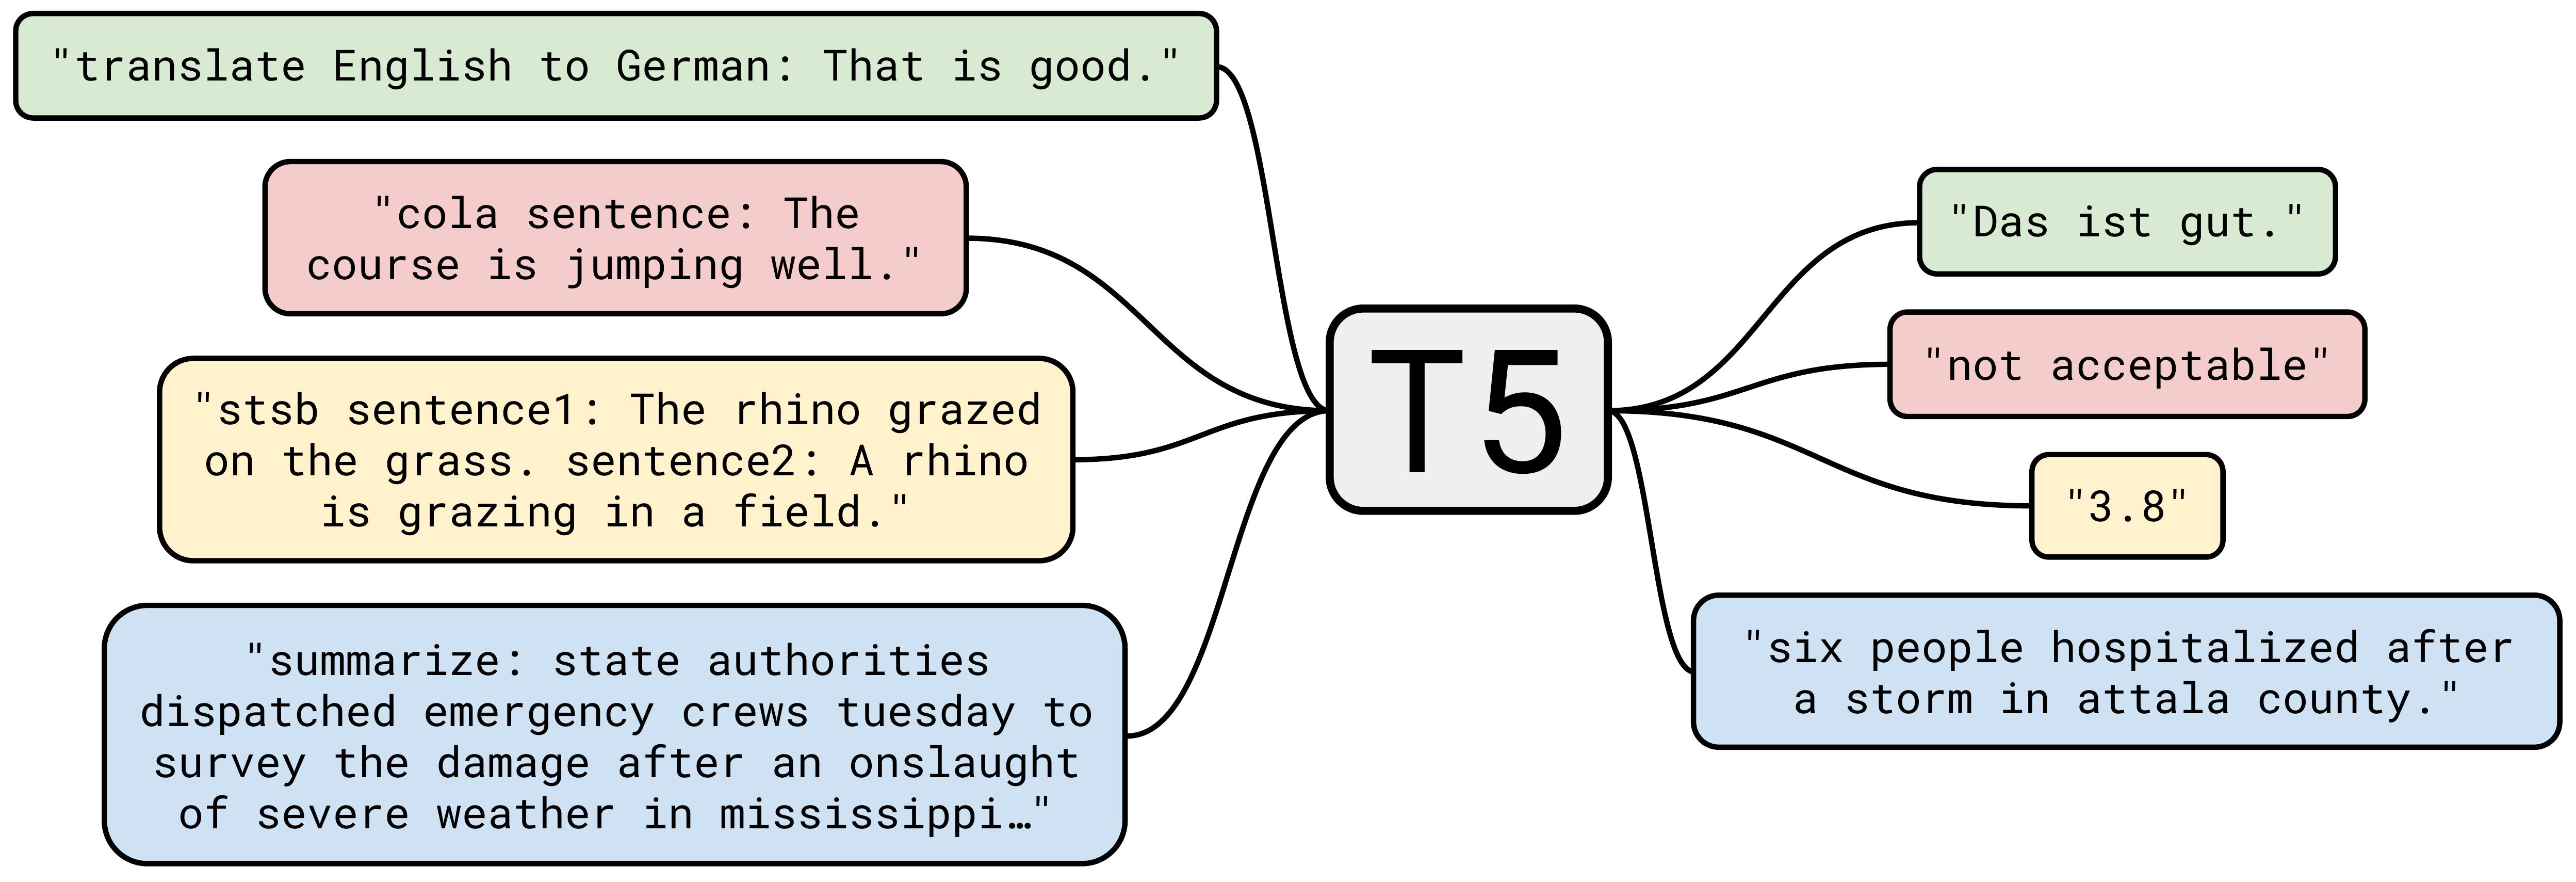 "translate English to German: That is good."
"cola sentence: The
course is jumping well."
"stsb sentence1: The rhino grazed
on the grass. sentence2: A rhino
is grazing in a field."
"summarize: state authorities
dispatched emergency crews tuesday to
survey the damage after an onslaught
of severe weather in mississippi…"
T5
"Das ist gut."
"not acceptable"
"3.8"
"six people hospitalized after
a storm in attala county."